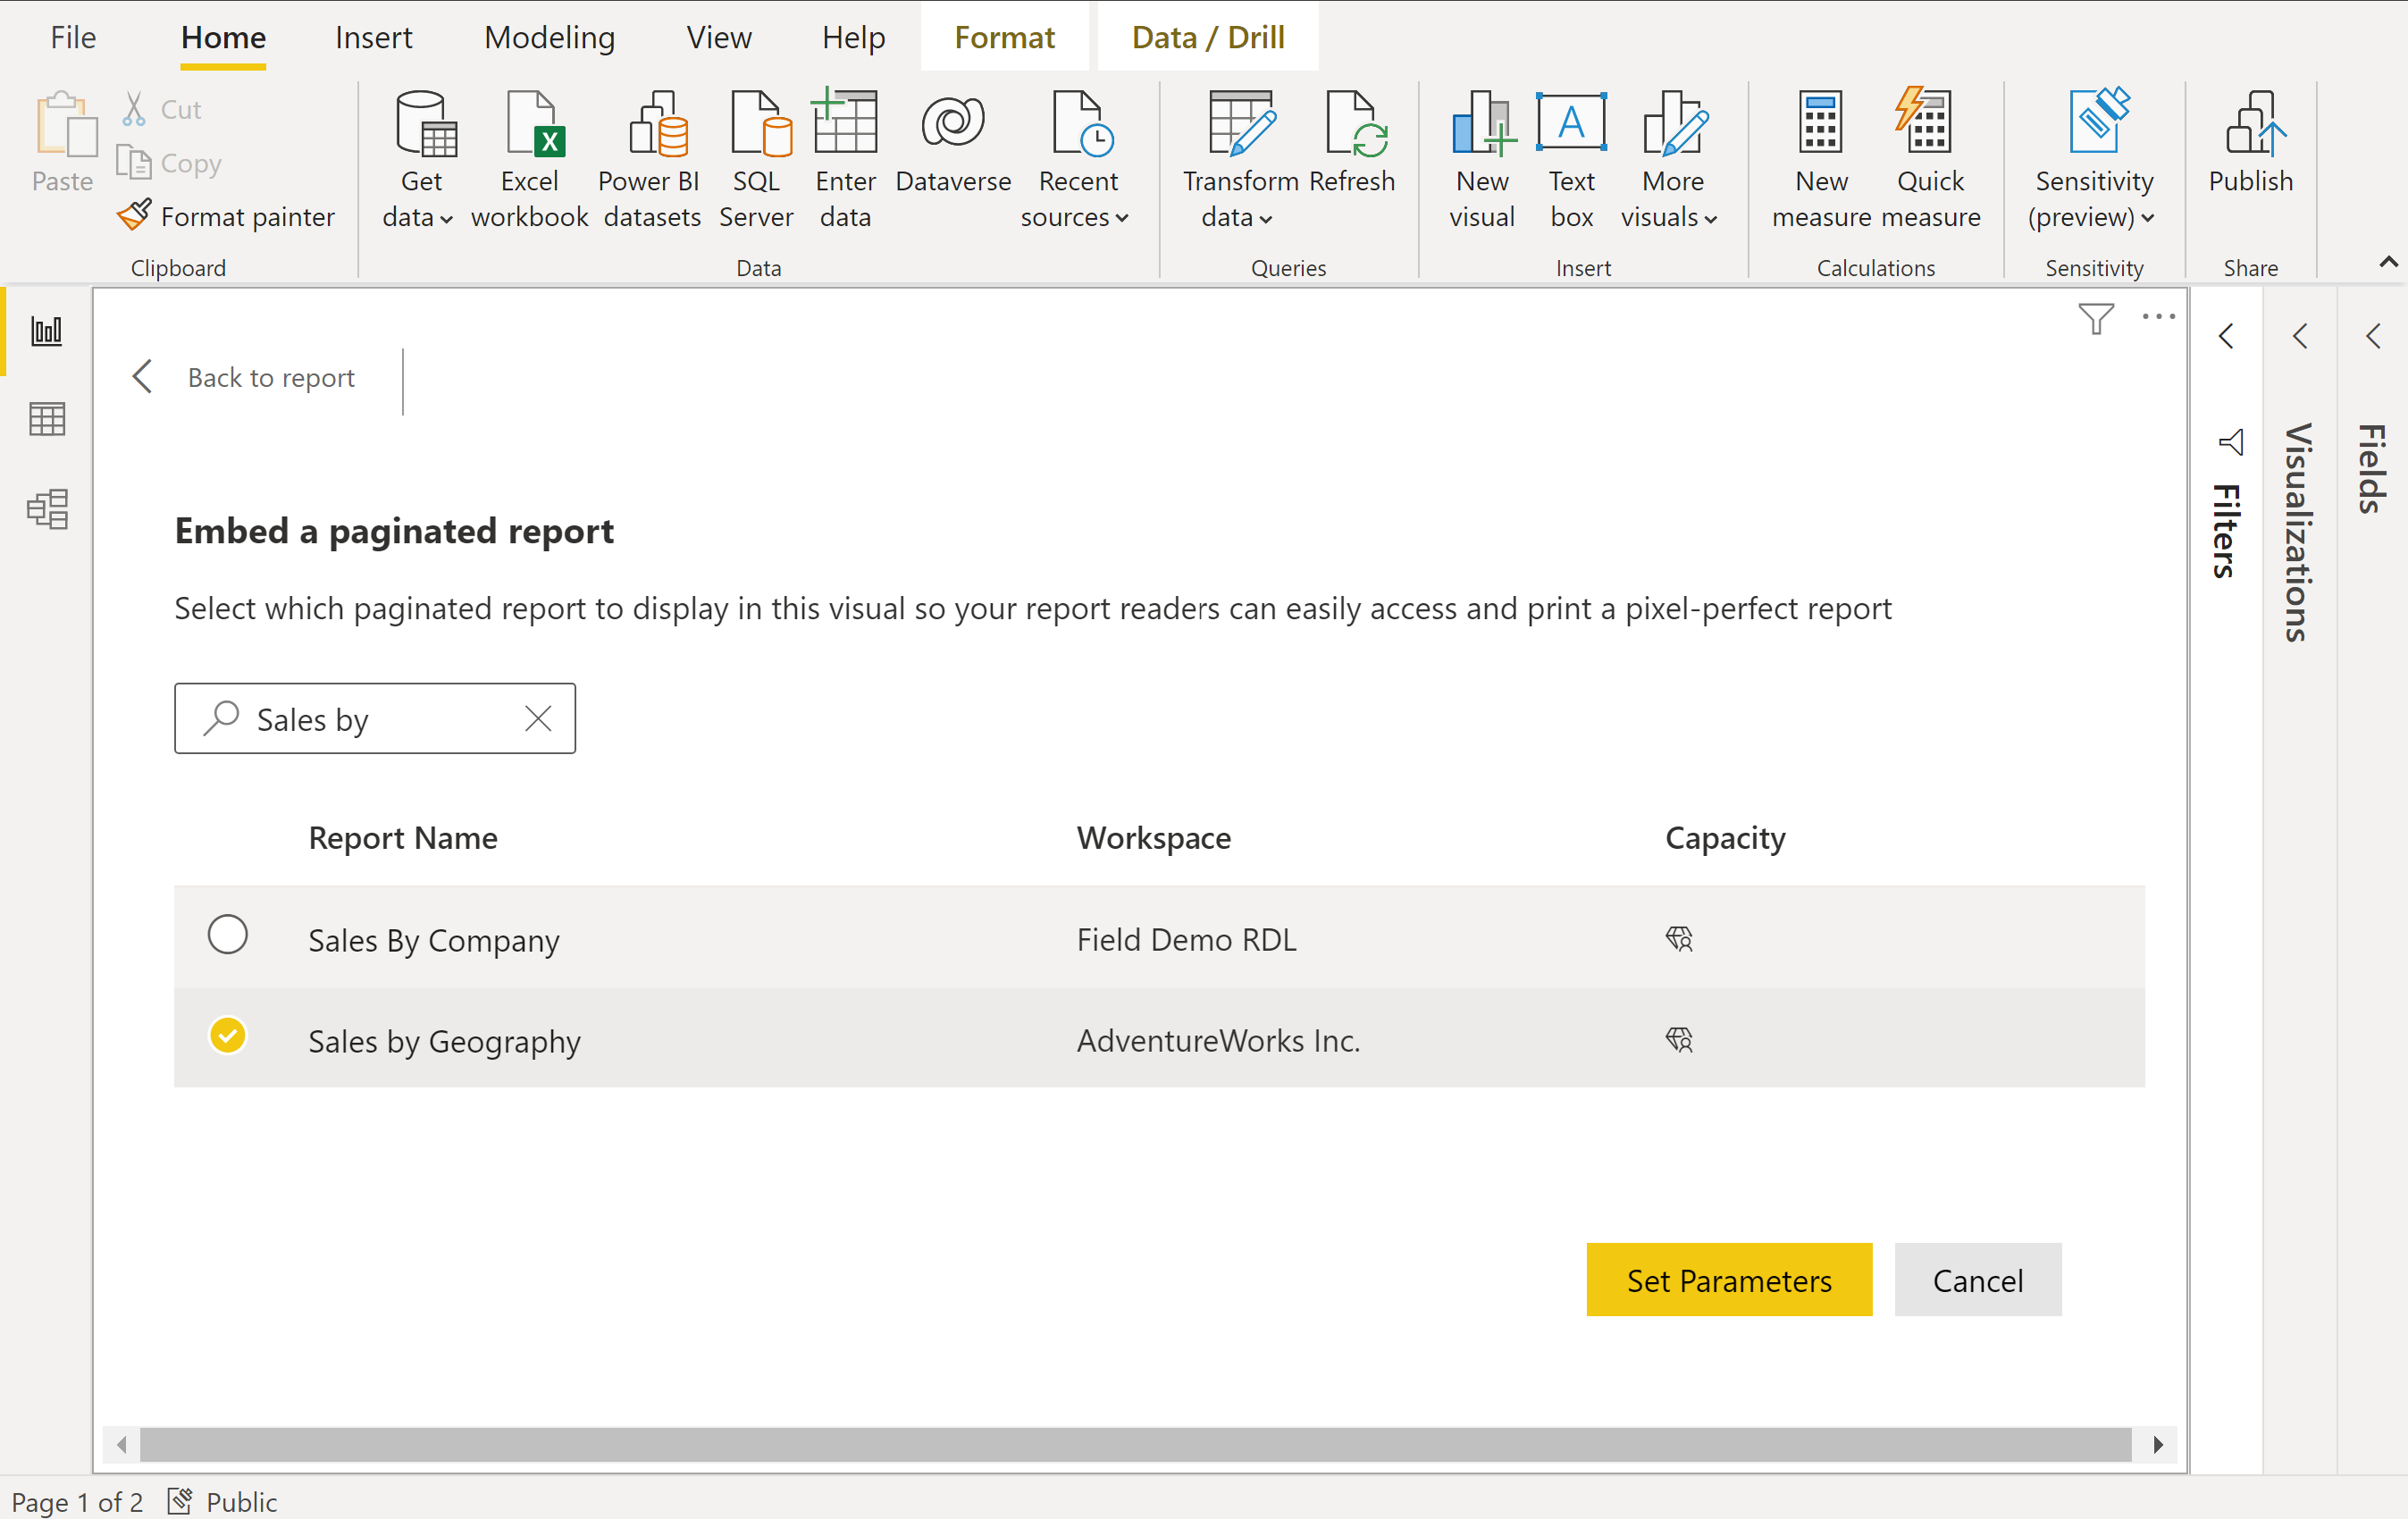 File Home Insert Modeling View Help Format Data / Drill
Paste
Cut
Copy
Format painter
Clipboard
Get data
Excel workbook
Power BI datasets
SQL Server
Enter data
Dataverse
Recent sources
Data
Transform data
Refresh
Queries
New visual
Text box
More visuals
Insert
New measure
Quick measure
Calculations
Sensitivity (preview)
Sensitivity
Publish
Share
Back to report
Embed a paginated report
Select which paginated report to display in this visual so your report readers can easily access and print a pixel-perfect report
Sales by
Report Name Workspace Capacity
Sales By Company Field Demo RDL
Sales by Geography AdventureWorks Inc.
Set Parameters Cancel
Filters
Visualizations
Fields
Page 1 of 2 Public